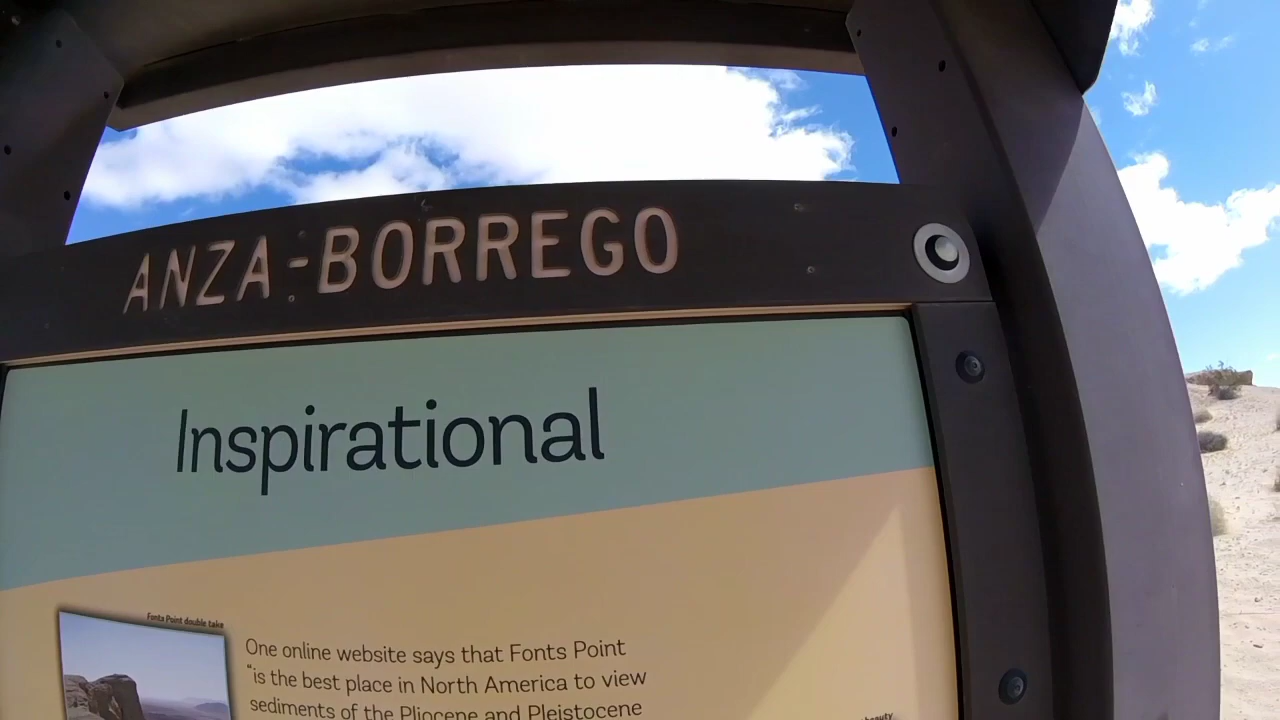 ANZA-BORREGO
Inspirational
Fonts Point double take
One online website says that Fonts Point
“is the best place in North America to view
sediments of the Pliocene and Pleistocene
beauty